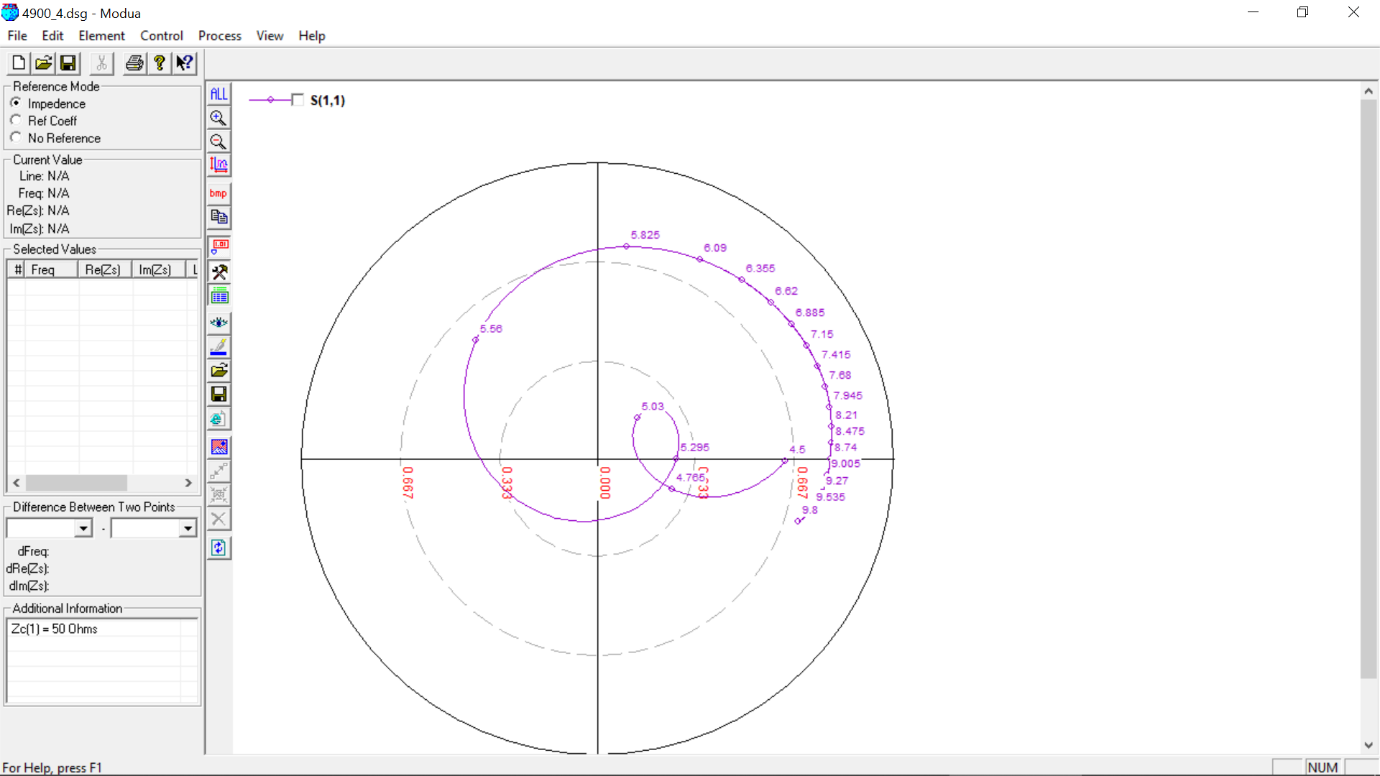 4900_4.dsg - Modua
File Edit Element Control Process View Help
Reference Mode
Impedence
Ref Coeff
No Reference
Current Value
Line: N/A
Freq: N/A
Re(Zs): N/A
Im(Zs): N/A
Selected Values
# Freq Re(Zs) Im(Zs) L
Difference Between Two Points
-
dFreq:
dRe(Zs):
dIm(Zs):
Additional Information
Zc(1) = 50 Ohms
ALL
bmp
S(1,1)
5.825
6.09
6.355
6.62
6.885
7.15
7.415
7.68
7.945
8.21
8.475
8.74
9.005
9.27
9.535
9.8
5.56
5.03
5.295
4.765
4.5
0.667
0.333
0.000
0.333
0.667
For Help, press F1
NUM